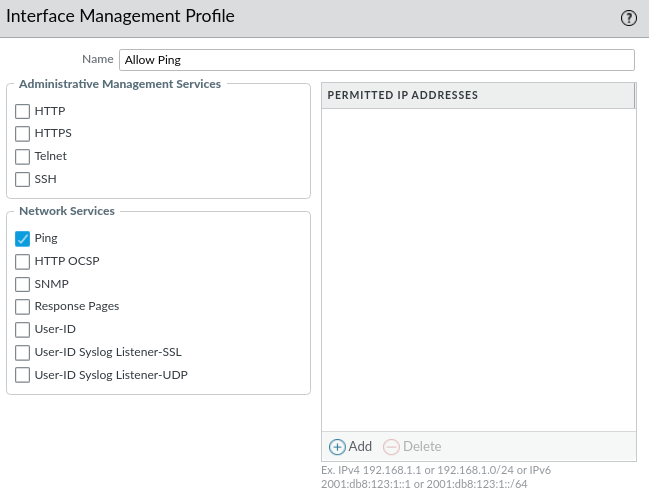 Interface Management Profile
Name Allow Ping
Administrative Management Services
HTTP
HTTPS
Telnet
SSH
Network Services
Ping
HTTP OCSP
SNMP
Response Pages
User-ID
User-ID Syslog Listener-SSL
User-ID Syslog Listener-UDP
PERMITTED IP ADDRESSES
Add Delete
Ex. IPv4 192.168.1.1 or 192.168.1.0/24 or IPv6
2001:db8:123:1::1 or 2001:db8:123:1::/64